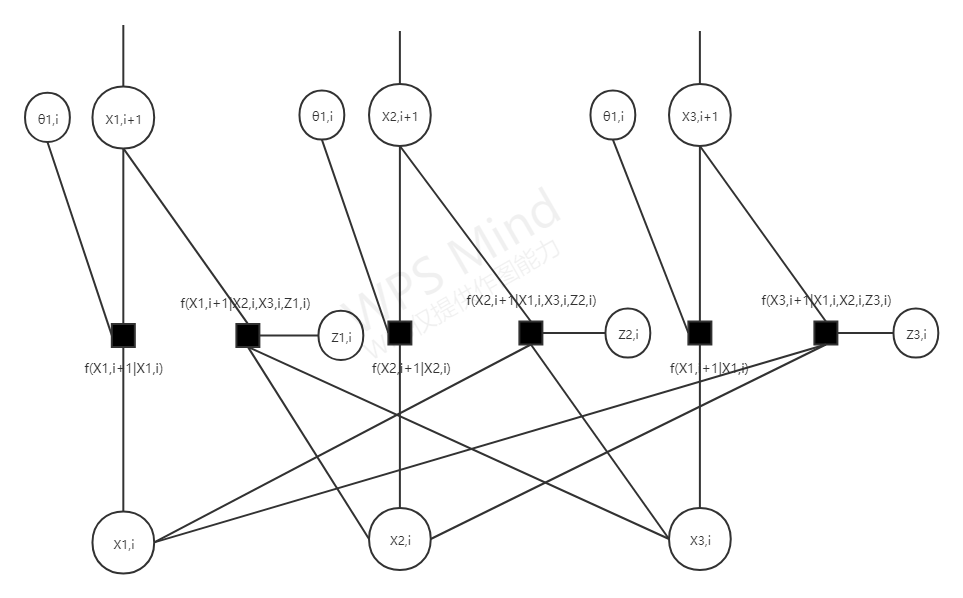 θ1,i
X1,i+1
θ1,i
X2,i+1
θ1,i
X3,i+1
WPS Mind
f(X1,i+1|X2,i,X3,i,Z1,i)
f(X2,i+1|X1,i,X3,i,Z2,i)
f(X3,i+1|X1,i,X2,i,Z3,i)
Z1,i
Z2,i
Z3,i
f(X1,i+1|X1,i)
f(X2,i+1|X2,i)
f(X1,i+1|X1,i)
X1,i
X2,i
X3,i